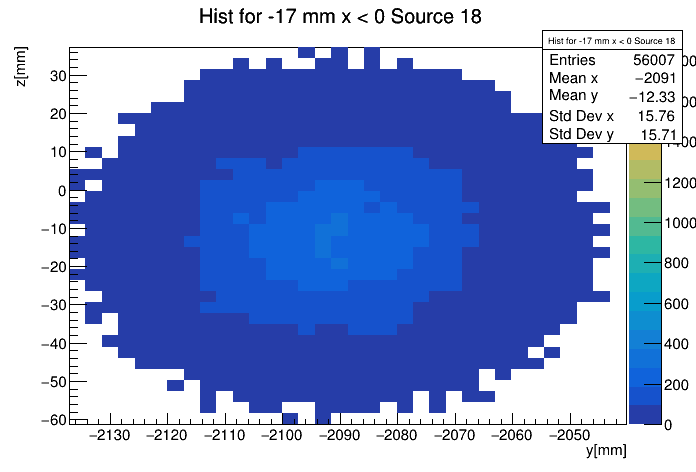 Hist for -17 mm x < 0 Source 18
Hist for -17 mm x < 0 Source 18
Entries 56007
Mean x −2091
Mean y −12.33
Std Dev x 15.76
Std Dev y 15.71
z[mm]
30
20
10
0
−10
−20
−30
−40
−50
−60
−2130 −2120 −2110 −2100 −2090 −2080 −2070 −2060 −2050
y[mm]
1200
1000
800
600
400
200
0